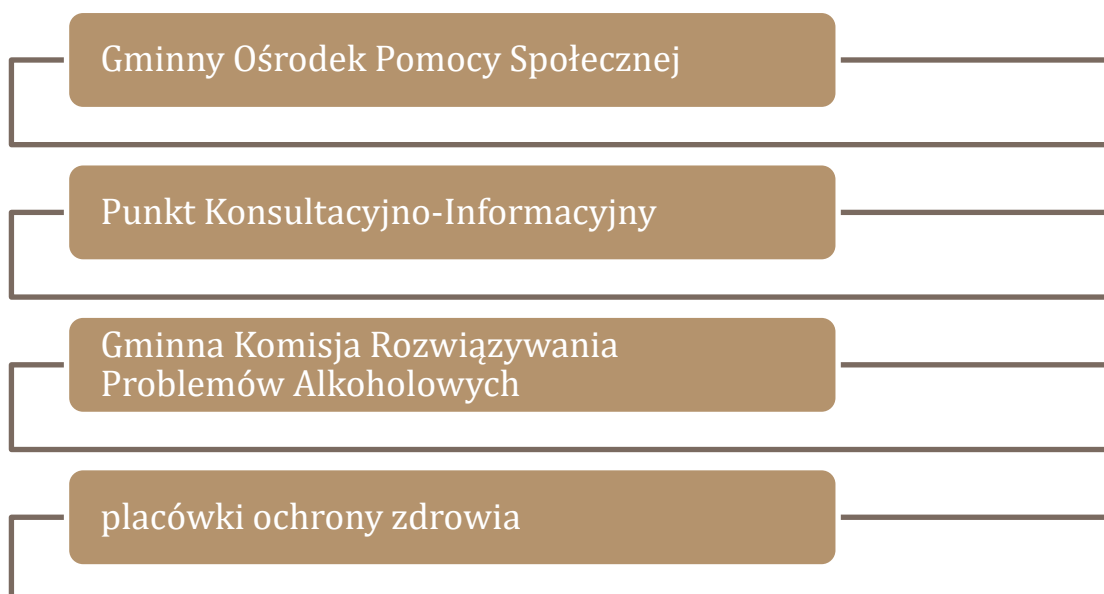 Gminny Ośrodek Pomocy Społecznej
Punkt Konsultacyjno-Informacyjny
Gminna Komisja Rozwiązywania
Problemów Alkoholowych
placówki ochrony zdrowia